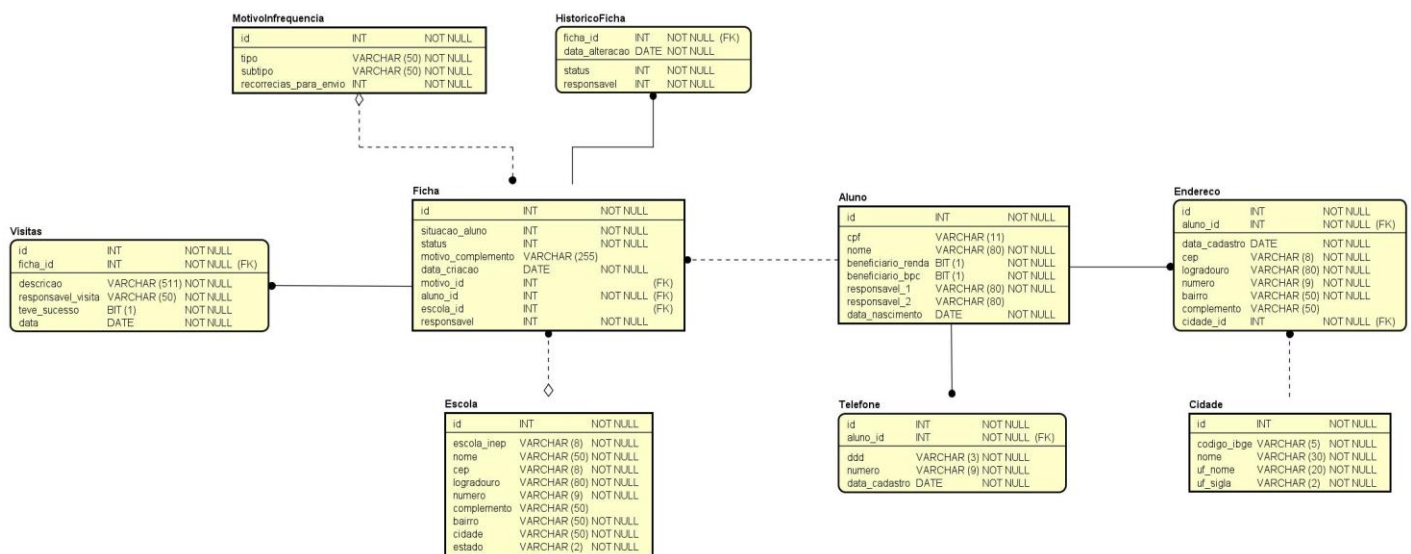 MotivoInfrequencia
id INT NOT NULL
tipo VARCHAR (50) NOT NULL
subtipo VARCHAR (50) NOT NULL
recorrecias_para_envio INT NOT NULL
HistoricoFicha
ficha_id INT NOT NULL (FK)
data_alteracao DATE NOT NULL
status INT NOT NULL
responsavel INT NOT NULL
Visitas
id INT NOT NULL
ficha_id INT NOT NULL (FK)
descricao VARCHAR (511) NOT NULL
responsavel_visita VARCHAR (50) NOT NULL
teve_sucesso BIT (1) NOT NULL
data DATE NOT NULL
Ficha
id INT NOT NULL
situacao_aluno INT NOT NULL
status INT NOT NULL
motivo_complemento VARCHAR (255)
data_criacao DATE NOT NULL
motivo_id INT (FK)
aluno_id INT NOT NULL (FK)
escola_id INT (FK)
responsavel INT NOT NULL
Aluno
id INT NOT NULL
cpf VARCHAR (11)
nome VARCHAR (80) NOT NULL
beneficiario_renda BIT (1) NOT NULL
beneficiario_bpc BIT (1) NOT NULL
responsavel_1 VARCHAR (80) NOT NULL
responsavel_2 VARCHAR (80)
data_nascimento DATE NOT NULL
Endereco
id INT NOT NULL
aluno_id INT NOT NULL (FK)
data_cadastro DATE NOT NULL
cep VARCHAR (8) NOT NULL
logradouro VARCHAR (80) NOT NULL
numero VARCHAR (9) NOT NULL
bairro VARCHAR (50) NOT NULL
complemento VARCHAR (50)
cidade_id INT NOT NULL (FK)
Escola
id INT NOT NULL
escola_inep VARCHAR (8) NOT NULL
nome VARCHAR (50) NOT NULL
cep VARCHAR (8) NOT NULL
logradouro VARCHAR (80) NOT NULL
numero VARCHAR (9) NOT NULL
complemento VARCHAR (50)
bairro VARCHAR (50) NOT NULL
cidade VARCHAR (50) NOT NULL
estado VARCHAR (2) NOT NULL
Telefone
id INT NOT NULL
aluno_id INT NOT NULL (FK)
ddd VARCHAR (3) NOT NULL
numero VARCHAR (9) NOT NULL
data_cadastro DATE NOT NULL
Cidade
id INT NOT NULL
codigo_ibge VARCHAR (5) NOT NULL
nome VARCHAR (30) NOT NULL
uf_nome VARCHAR (20) NOT NULL
uf_sigla VARCHAR (2) NOT NULL